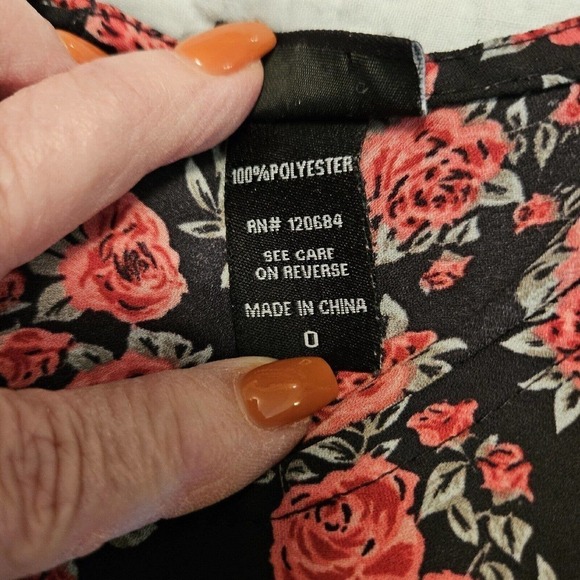 100%POLYESTER
RN# 120684
SEE CARE
ON REVERSE
MADE IN CHINA
0